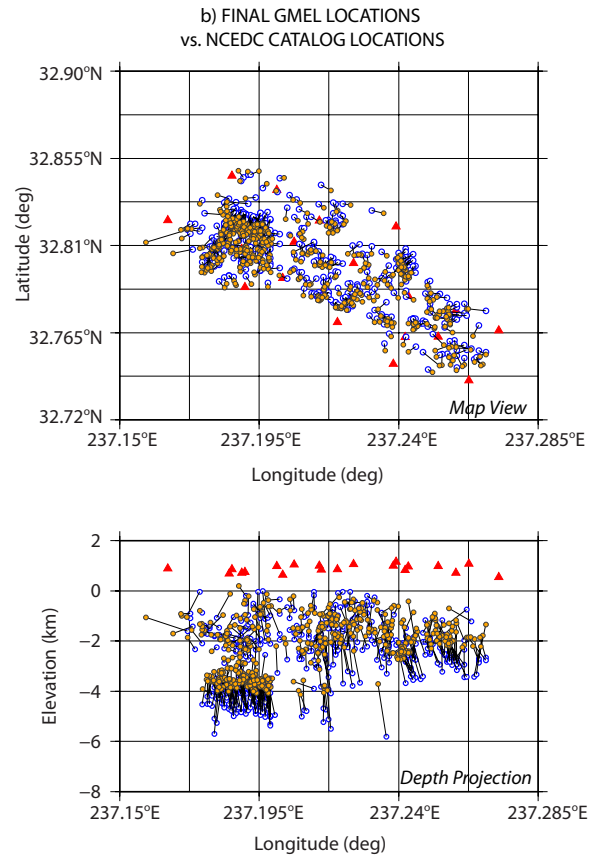 b) FINAL GMEL LOCATIONS
vs. NCEDC CATALOG LOCATIONS
32.90°N
32.855°N
32.81°N
32.765°N
32.72°N
Latitude (deg)
Map View
237.15°E 237.195°E 237.24°E 237.285°E
Longitude (deg)
2
0
−2
−4
−6
−8
Elevation (km)
Depth Projection
237.15°E 237.195°E 237.24°E 237.285°E
Longitude (deg)